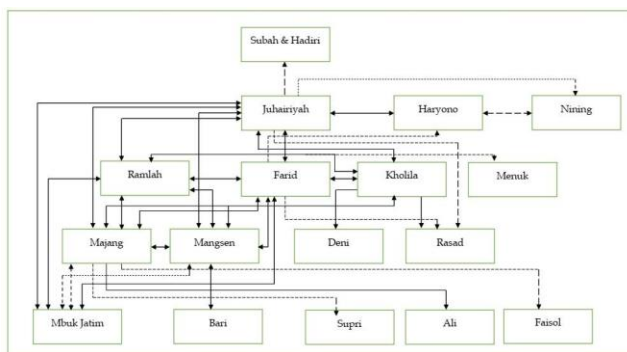 Subah & Hadiri
Juhairiyah
Haryono
Nining
Ramlah
Farid
Kholila
Menuk
Majang
Mangsen
Deni
Rasad
Mbuk Jatim
Bari
Supri
Ali
Faisol